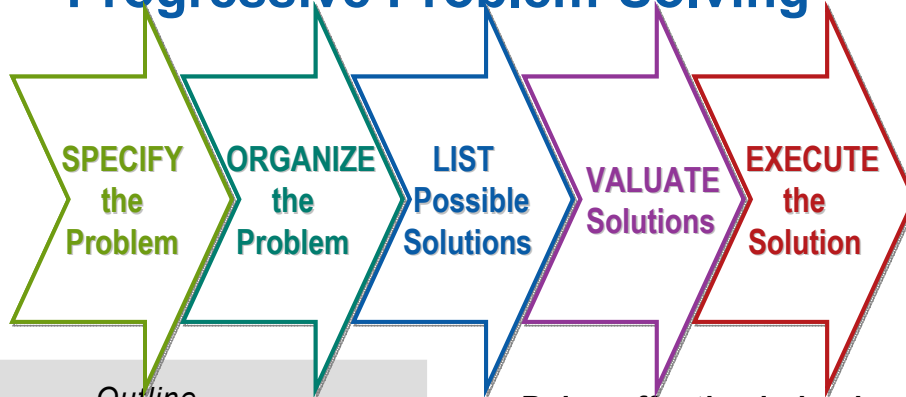 Progressive Problem Solving
SPECIFY
the
Problem
ORGANIZE
the
Problem
LIST
Possible
Solutions
VALUATE
Solutions
EXECUTE
the
Solution
Outline